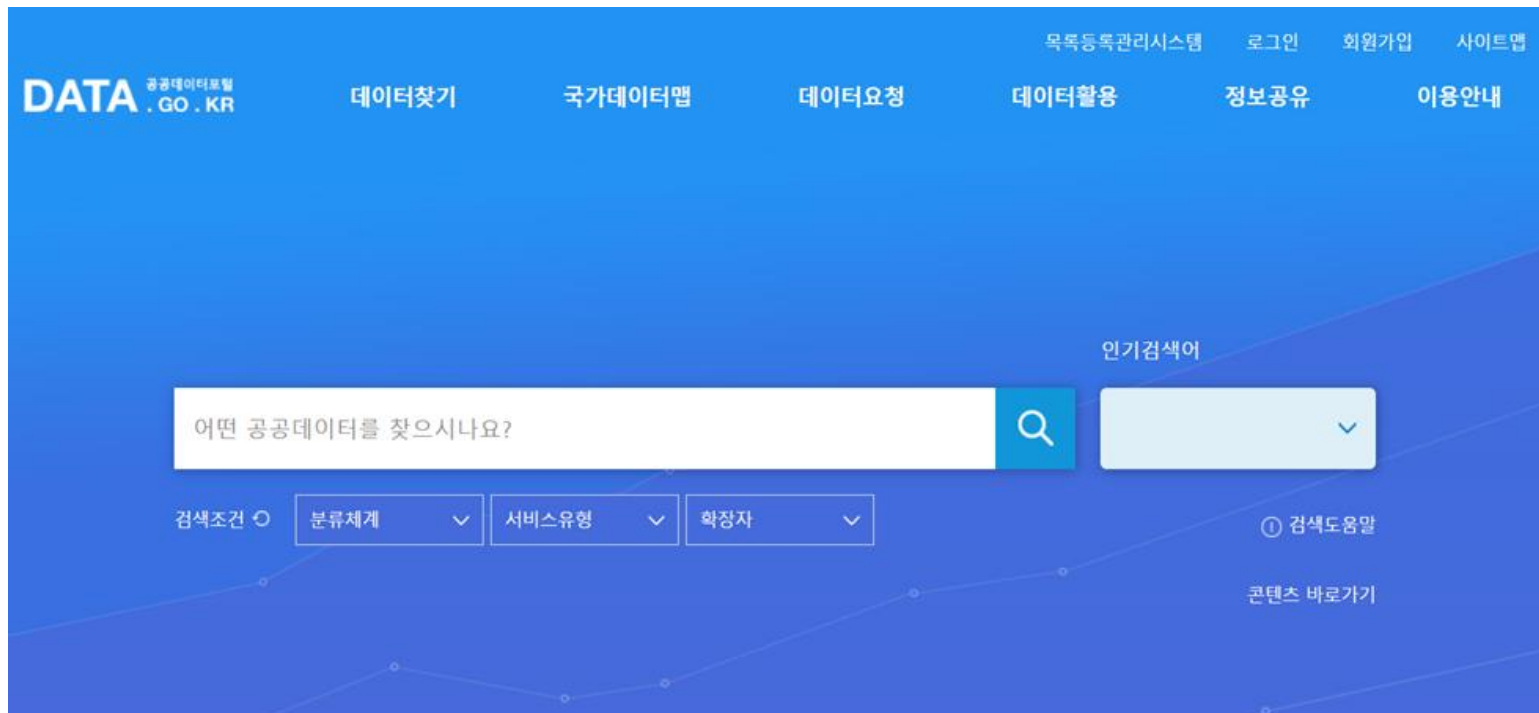 목록등록관리시스템 로그인 회원가입 사이트맵
DATA 공공데이터포털 .GO.KR
데이터찾기 국가데이터맵 데이터요청 데이터활용 정보공유 이용안내
인기검색어
어떤 공공데이터를 찾으시나요?
검색조건 분류체계 서비스유형 확장자
검색도움말
콘텐츠 바로가기